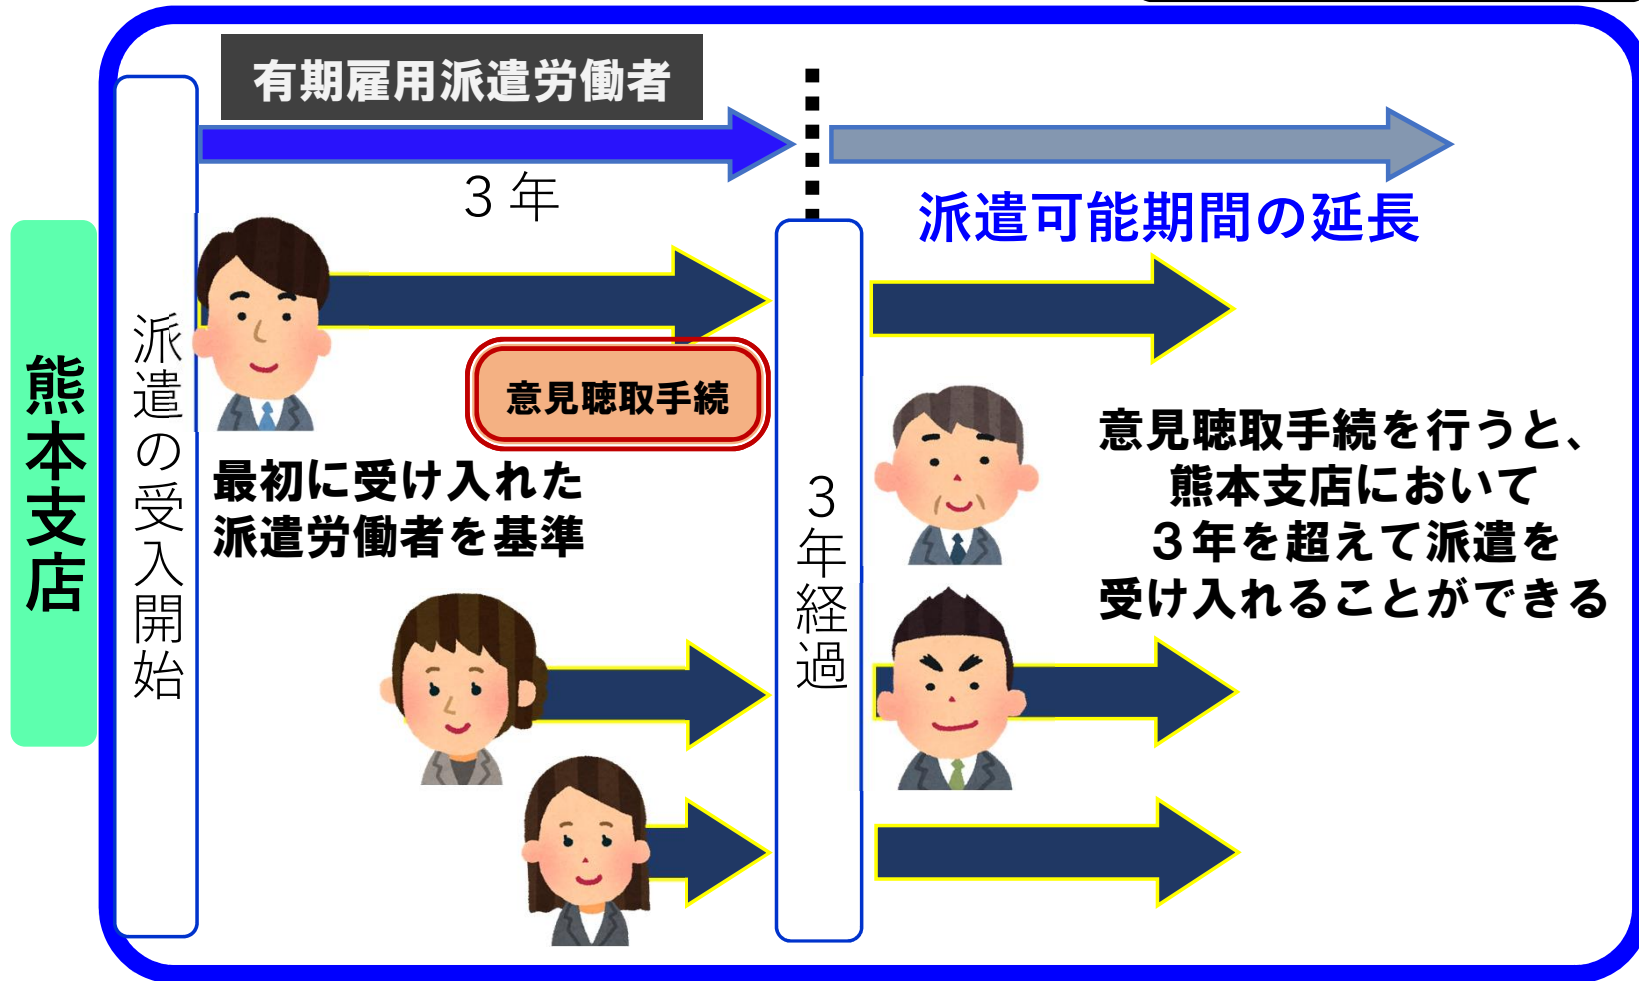 有期雇用派遣労働者
３年
派遣可能期間の延長
熊本支店
派遣の受入開始
意見聴取手続
最初に受け入れた
派遣労働者を基準
３年経過
意見聴取手続を行うと、
熊本支店において
３年を超えて派遣を
受け入れることができる